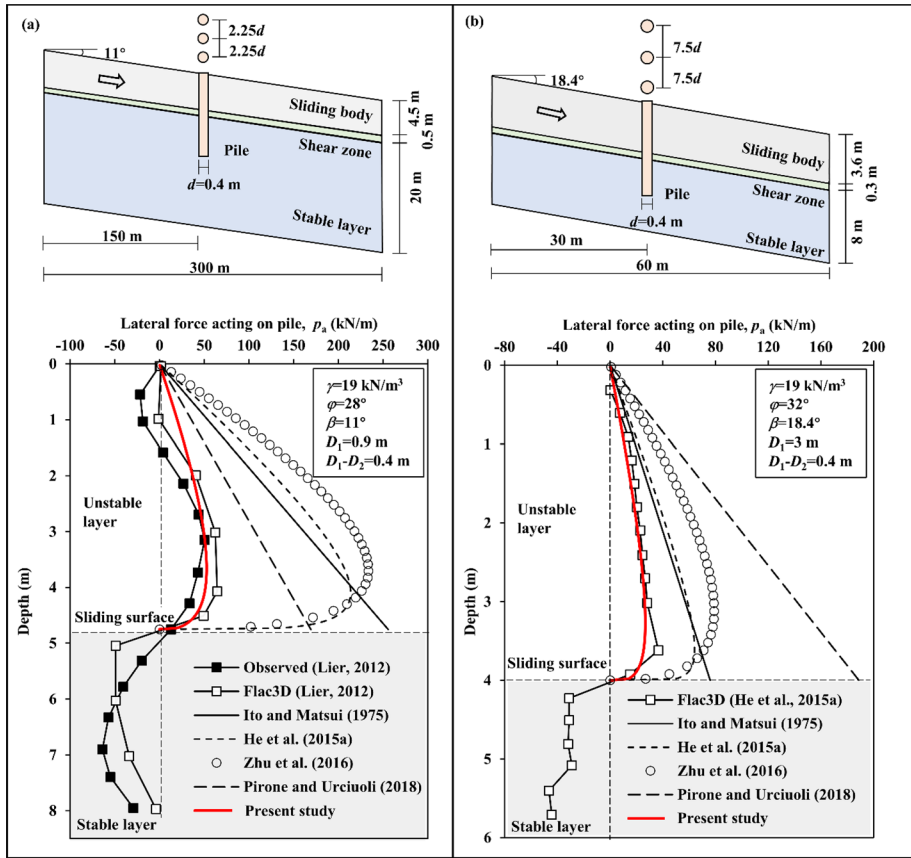 (a)
2.25d
2.25d
11°
Sliding body
Shear zone
Pile
d=0.4 m
Stable layer
4.5 m
0.5 m
20 m
150 m
300 m
Lateral force acting on pile, pa (kN/m)
-100 -50 0 50 100 150 200 250 300
Depth (m)
0
1
2
3
4
5
6
7
8
γ=19 kN/m³
φ=28°
β=11°
D₁=0.9 m
D₁-D₂=0.4 m
Unstable
layer
Sliding surface
Observed (Lier, 2012)
Flac3D (Lier, 2012)
Ito and Matsui (1975)
He et al. (2015a)
Zhu et al. (2016)
Pirone and Urciuoli (2018)
Present study
Stable layer
(b)
7.5d
7.5d
18.4°
Sliding body
Shear zone
Pile
d=0.4 m
Stable layer
3.6 m
0.3 m
8 m
30 m
60 m
Lateral force acting on pile, pa (kN/m)
-80 -40 0 40 80 120 160 200
Depth (m)
0
1
2
3
4
5
6
γ=19 kN/m³
φ=32°
β=18.4°
D₁=3 m
D₁-D₂=0.4 m
Unstable
layer
Sliding surface
Flac3D (He et al., 2015a)
Ito and Matsui (1975)
He et al. (2015a)
Zhu et al. (2016)
Pirone and Urciuoli (2018)
Present study
Stable layer